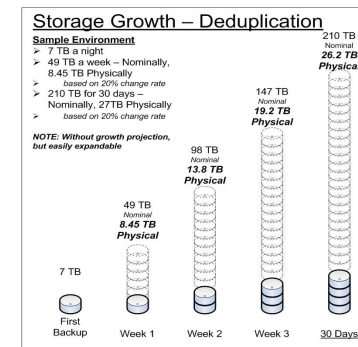 Storage Growth – Deduplication
Sample Environment
➢ 7 TB a night
➢ 49 TB a week – Nominally,
8.45 TB Physically
➢ based on 20% change rate
➢ 210 TB for 30 days –
Nominally, 27TB Physically
➢ based on 20% change rate
NOTE: Without growth projection,
but easily expandable
7 TB
First
Backup
49 TB
Nominal
8.45 TB
Physical
Week 1
98 TB
Nominal
13.8 TB
Physical
Week 2
147 TB
Nominal
19.2 TB
Physical
Week 3
210 TB
Nominal
26.2 TB
Physical
30 Days